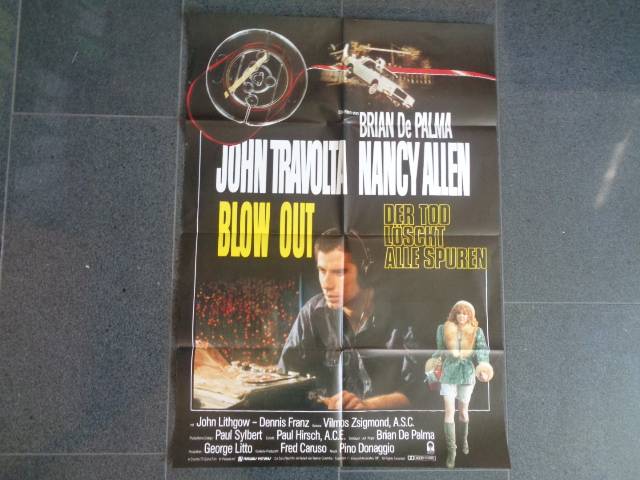 BRIAN De PALMA
JOHN TRAVOLTA NANCY ALLEN
BLOW OUT
DER TOD
LÖSCHT
ALLE SPUREN
John Lithgow – Dennis Franz Vilmos Zsigmond, A.S.C.
Paul Sylbert Paul Hirsch, A.C.E. Brian De Palma
George Litto Fred Caruso Pino Donaggio